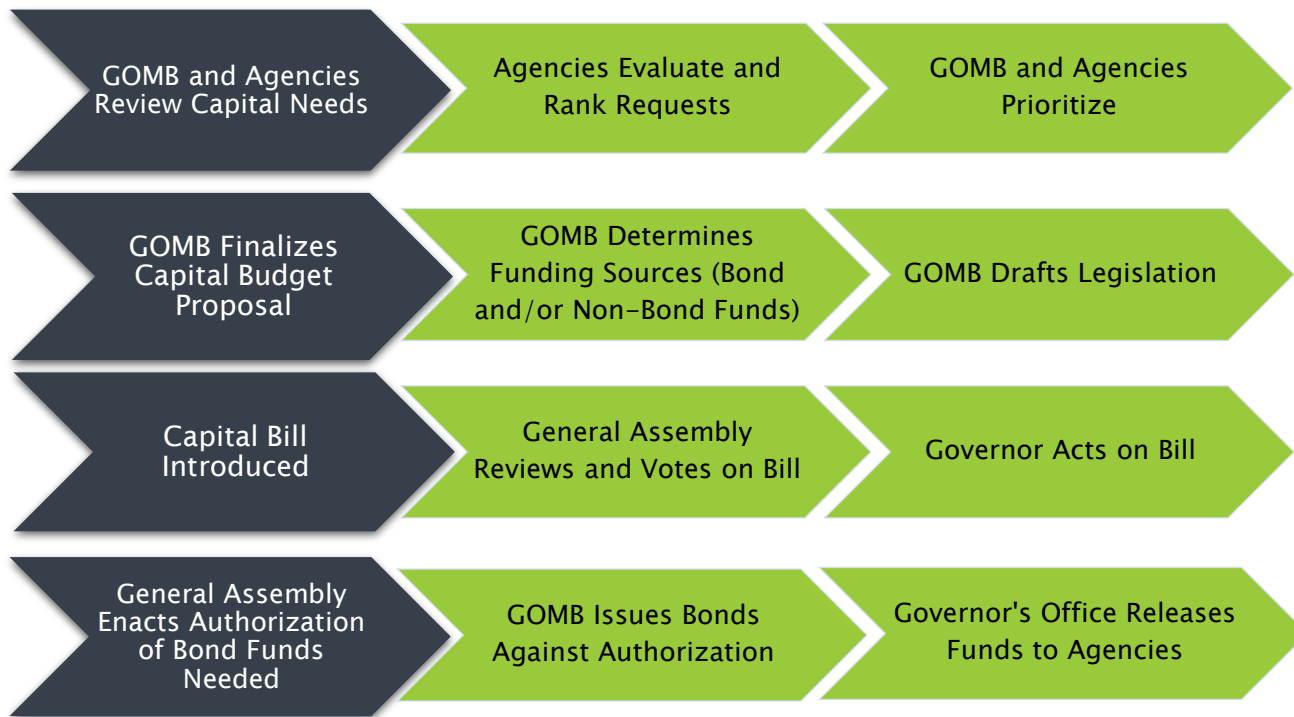 GOMB and Agencies
Review Capital Needs
Agencies Evaluate and
Rank Requests
GOMB and Agencies
Prioritize
GOMB Finalizes
Capital Budget
Proposal
GOMB Determines
Funding Sources (Bond
and/or Non-Bond Funds)
GOMB Drafts Legislation
Capital Bill
Introduced
General Assembly
Reviews and Votes on Bill
Governor Acts on Bill
General Assembly
Enacts Authorization
of Bond Funds
Needed
GOMB Issues Bonds
Against Authorization
Governor's Office Releases
Funds to Agencies